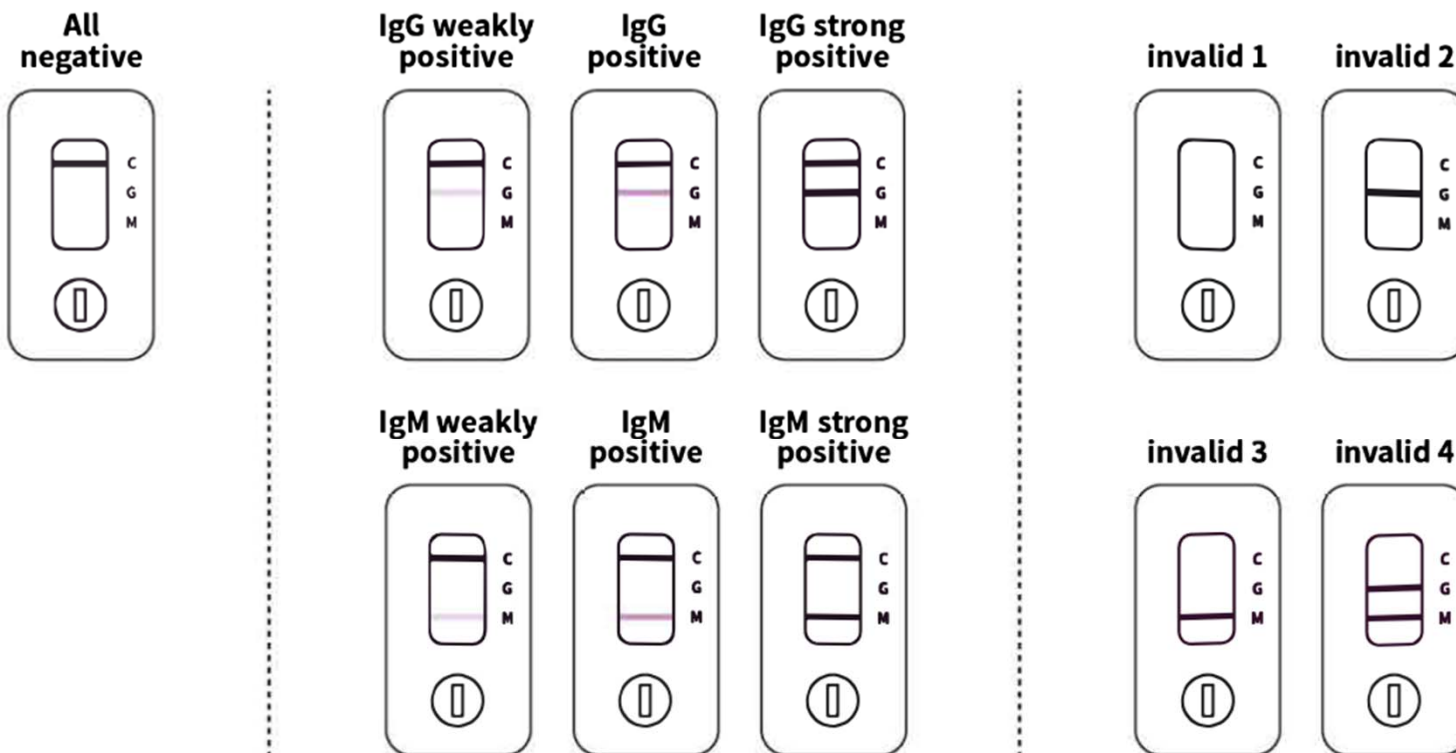 All
negative
IgG weakly
positive
IgG
positive
IgG strong
positive
invalid 1
invalid 2
C
G
M
C
G
M
C
G
M
C
G
M
C
G
M
C
G
M
IgM weakly
positive
IgM
positive
IgM strong
positive
invalid 3
invalid 4
C
G
M
C
G
M
C
G
M
C
G
M
C
G
M